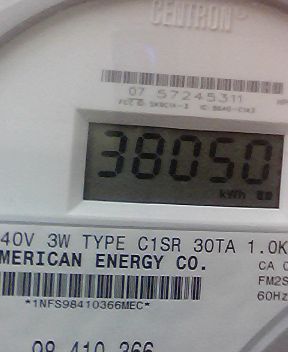 CENTRON®
07 57245311
38050
kWh
40V 3W TYPE C1SR 30TA 1.0K
MERICAN ENERGY CO.
CA 0
FM2S
60Hz
*1NFS98410366MEC*
98 410 366